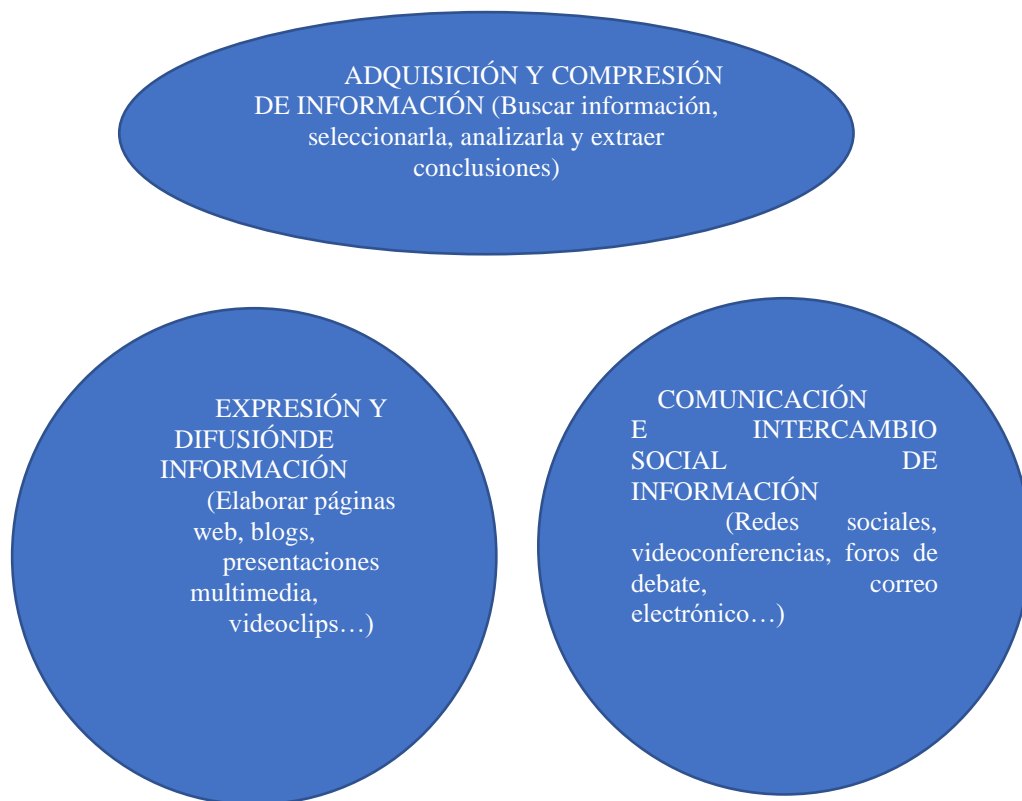 ADQUISICIÓN Y COMPRESIÓN
DE INFORMACIÓN (Buscar información,
seleccionarla, analizarla y extraer
conclusiones)
EXPRESIÓN Y
DIFUSIÓNDE
INFORMACIÓN
(Elaborar páginas
web, blogs,
presentaciones
multimedia,
videoclips…)
COMUNICACIÓN
E INTERCAMBIO
SOCIAL DE
INFORMACIÓN
(Redes sociales,
videoconferencias, foros de
debate, correo
electrónico…)